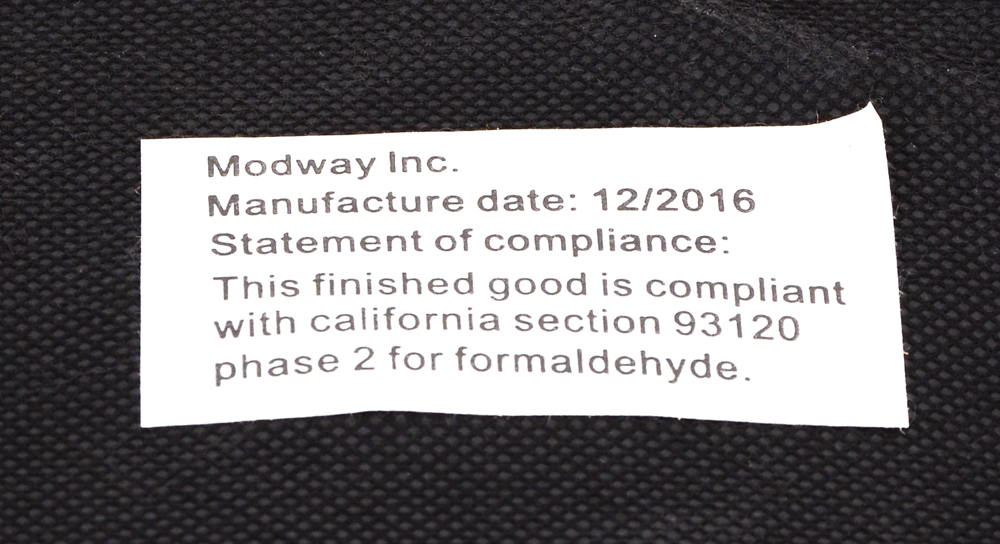 Modway Inc.
Manufacture date: 12/2016
Statement of compliance:
This finished good is compliant
with california section 93120
phase 2 for formaldehyde.